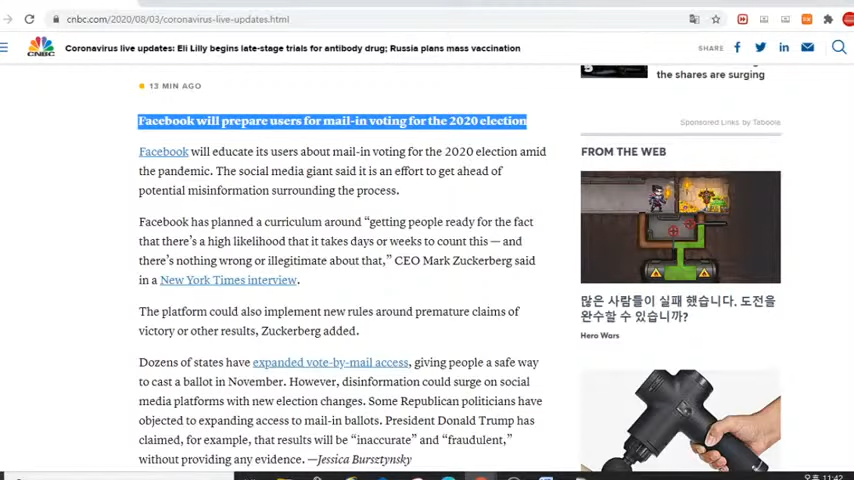 cnbc.com/2020/08/03/coronavirus-live-updates.html
CNBC
Coronavirus live updates: Eli Lilly begins late-stage trials for antibody drug; Russia plans mass vaccination
SHARE
the shares are surging
13 MIN AGO
Sponsored Links by Taboola
Facebook will prepare users for mail-in voting for the 2020 election
Facebook will educate its users about mail-in voting for the 2020 election amid
the pandemic. The social media giant said it is an effort to get ahead of
potential misinformation surrounding the process.
Facebook has planned a curriculum around “getting people ready for the fact
that there’s a high likelihood that it takes days or weeks to count this — and
there’s nothing wrong or illegitimate about that,” CEO Mark Zuckerberg said
in a New York Times interview.
The platform could also implement new rules around premature claims of
victory or other results, Zuckerberg added.
Dozens of states have expanded vote-by-mail access, giving people a safe way
to cast a ballot in November. However, disinformation could surge on social
media platforms with new election changes. Some Republican politicians have
objected to expanding access to mail-in ballots. President Donald Trump has
claimed, for example, that results will be “inaccurate” and “fraudulent,”
without providing any evidence. —Jessica Bursztynsky
FROM THE WEB
많은 사람들이 실패 했습니다. 도전을
완수할 수 있습니까?
Hero Wars
오후 11:42